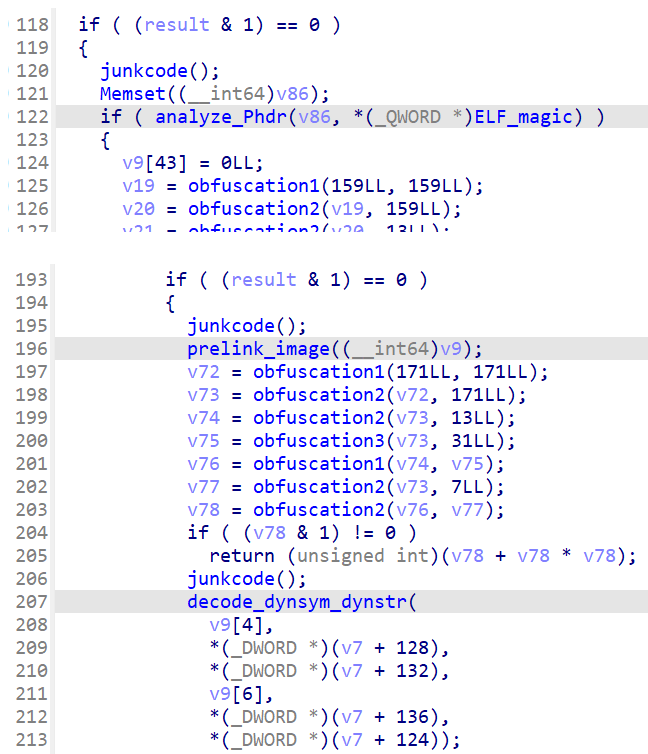 118 if ( (result & 1) == 0 )
119 {
120 junkcode();
121 Memset((__int64)v86);
122 if ( analyze_Phdr(v86, *(_QWORD *)ELF_magic) )
123 {
124 v9[43] = 0LL;
125 v19 = obfuscation1(159LL, 159LL);
126 v20 = obfuscation2(v19, 159LL);
127 v21 = obfuscation2(v20, 13LL);
193 if ( (result & 1) == 0 )
194 {
195 junkcode();
196 prelink_image((__int64)v9);
197 v72 = obfuscation1(171LL, 171LL);
198 v73 = obfuscation2(v72, 171LL);
199 v74 = obfuscation2(v73, 13LL);
200 v75 = obfuscation3(v73, 31LL);
201 v76 = obfuscation1(v74, v75);
202 v77 = obfuscation2(v73, 7LL);
203 v78 = obfuscation2(v76, v77);
204 if ( (v78 & 1) != 0 )
205 return (unsigned int)(v78 + v78 * v78);
206 junkcode();
207 decode_dynsym_dynstr(
208 v9[4],
209 *(_DWORD *)(v7 + 128),
210 *(_DWORD *)(v7 + 132),
211 v9[6],
212 *(_DWORD *)(v7 + 136),
213 *(_DWORD *)(v7 + 124));